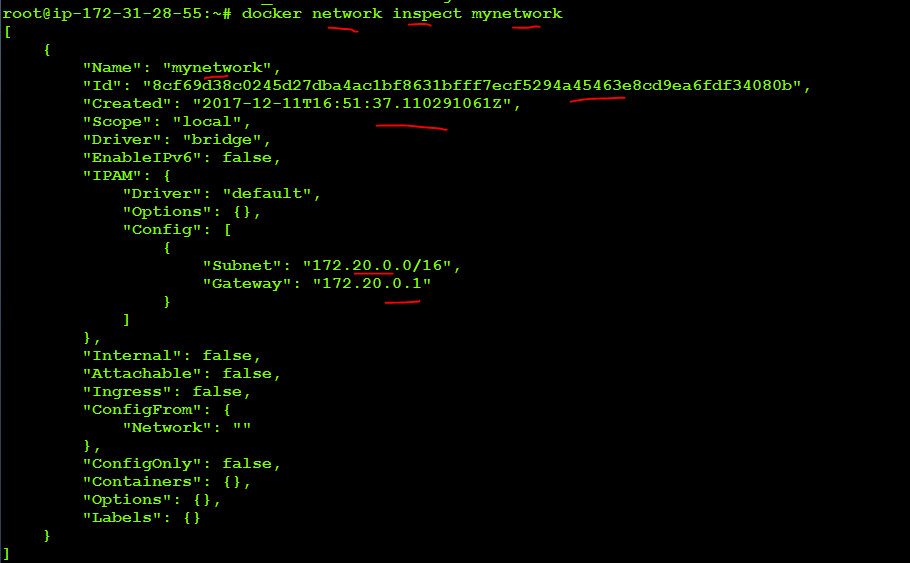 root@ip-172-31-28-55:~# docker network inspect mynetwork
[
    {
        "Name": "mynetwork",
        "Id": "8cf69d38c0245d27dba4ac1bf8631bfff7ecf5294a45463e8cd9ea6fdf34080b",
        "Created": "2017-12-11T16:51:37.110291061Z",
        "Scope": "local",
        "Driver": "bridge",
        "EnableIPv6": false,
        "IPAM": {
            "Driver": "default",
            "Options": {},
            "Config": [
                {
                    "Subnet": "172.20.0.0/16",
                    "Gateway": "172.20.0.1"
                }
            ]
        },
        "Internal": false,
        "Attachable": false,
        "Ingress": false,
        "ConfigFrom": {
            "Network": ""
        },
        "ConfigOnly": false,
        "Containers": {},
        "Options": {},
        "Labels": {}
    }
]